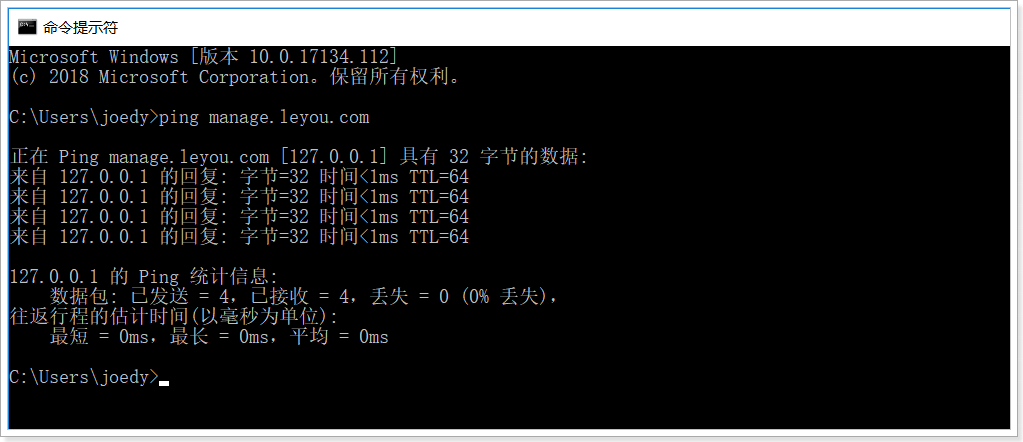 命令提示符
Microsoft Windows [版本 10.0.17134.112]
(c) 2018 Microsoft Corporation。保留所有权利。
C:\Users\joedy>ping manage.leyou.com
正在 Ping manage.leyou.com [127.0.0.1] 具有 32 字节的数据:
来自 127.0.0.1 的回复: 字节=32 时间<1ms TTL=64
来自 127.0.0.1 的回复: 字节=32 时间<1ms TTL=64
来自 127.0.0.1 的回复: 字节=32 时间<1ms TTL=64
来自 127.0.0.1 的回复: 字节=32 时间<1ms TTL=64
127.0.0.1 的 Ping 统计信息:
数据包: 已发送 = 4，已接收 = 4，丢失 = 0 (0% 丢失)，
往返行程的估计时间(以毫秒为单位):
最短 = 0ms，最长 = 0ms，平均 = 0ms
C:\Users\joedy>